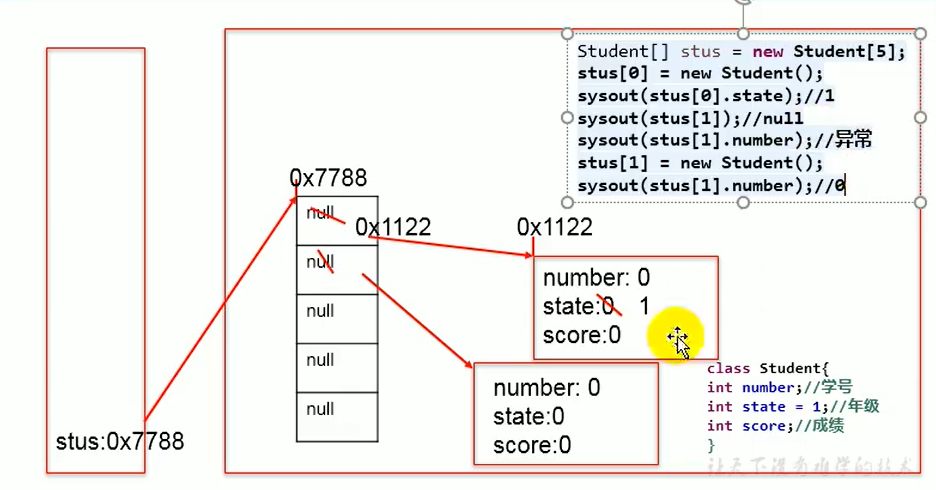 Student[] stus = new Student[5];
stus[0] = new Student();
sysout(stus[0].state);//1
sysout(stus[1]);//null
sysout(stus[1].number);//异常
stus[1] = new Student();
sysout(stus[1].number);//0
0x7788
null
0x1122
0x1122
null
number: 0
state:0 1
score:0
null
null
number: 0
state:0
score:0
null
stus:0x7788
class Student{
int number;//学号
int state = 1;//年级
int score;//成绩
}
让天下没有难学的技术